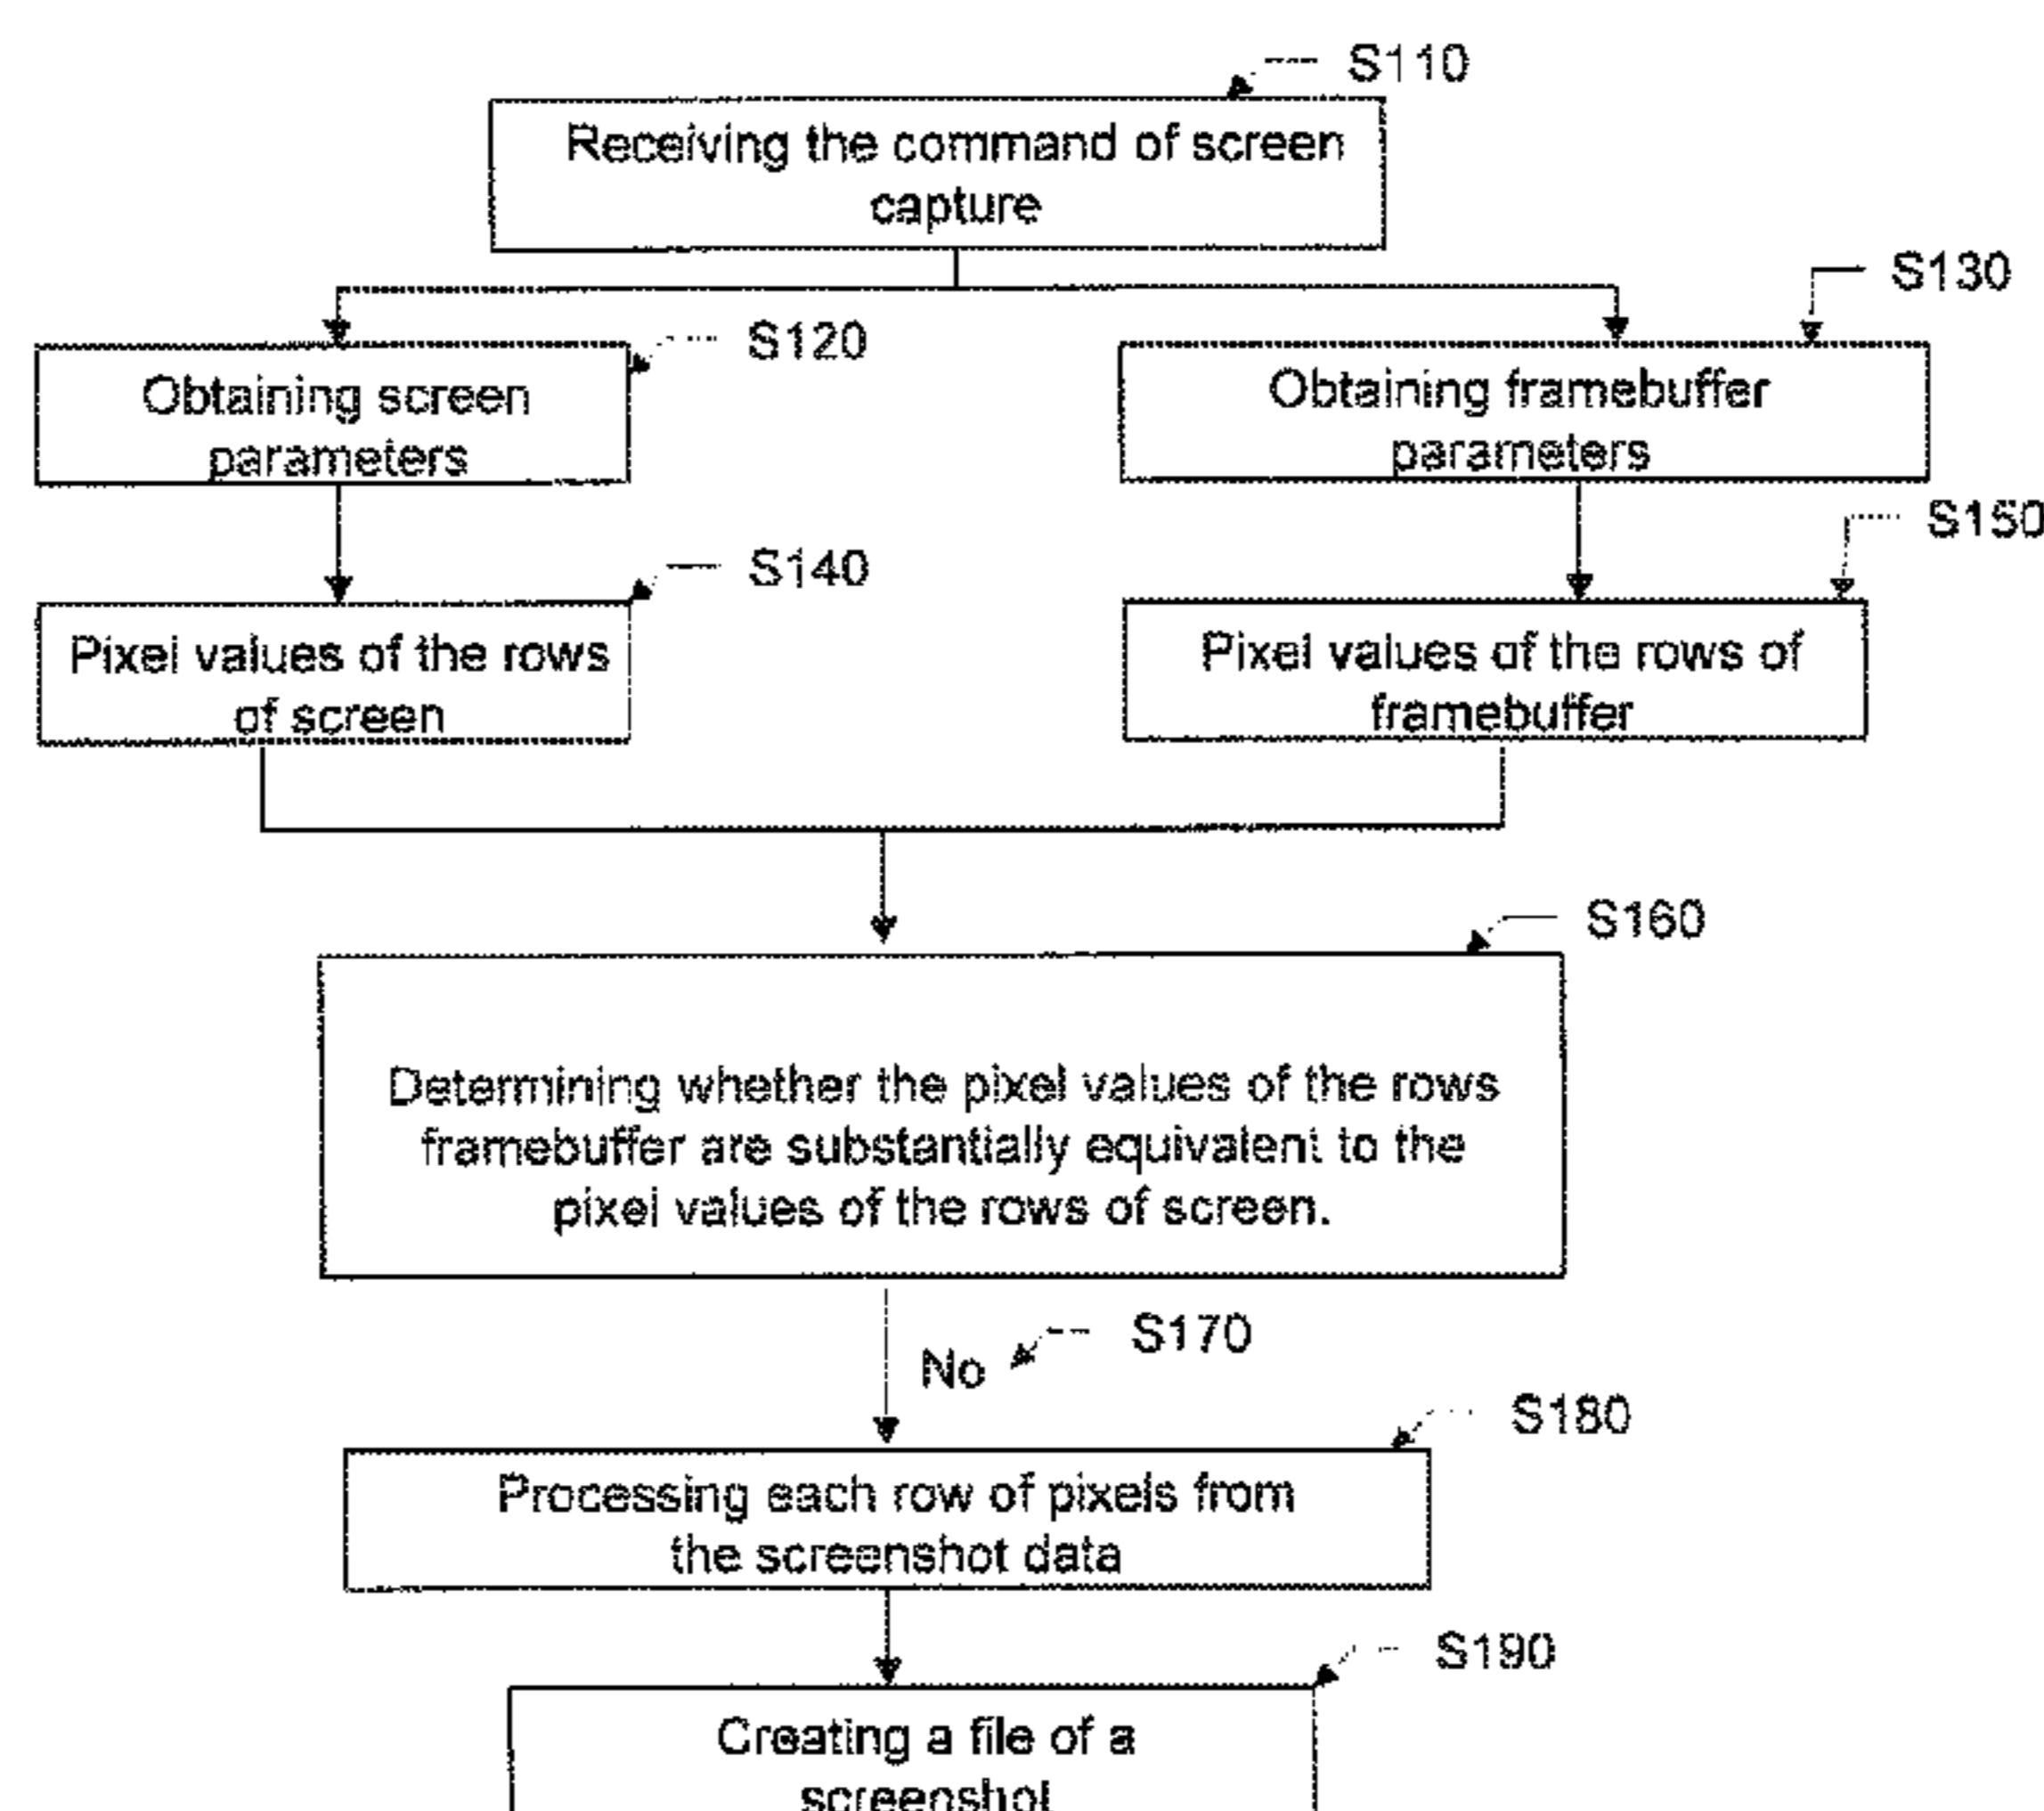 S110
Receiving the command of screen
capture
S130
S120
Obtaining screen
parameters
Obtaining framebuffer
parameters
S150
S140
Pixel values of the rows
of screen
Pixel values of the rows of
framebuffer
S160
Determining whether the pixel values of the rows
framebuffer are substantially equivalent to the
pixel values of the rows of screen.
S170
No
S180
Processing each row of pixels from
the screenshot data
S190
Creating a file of a
screenshot